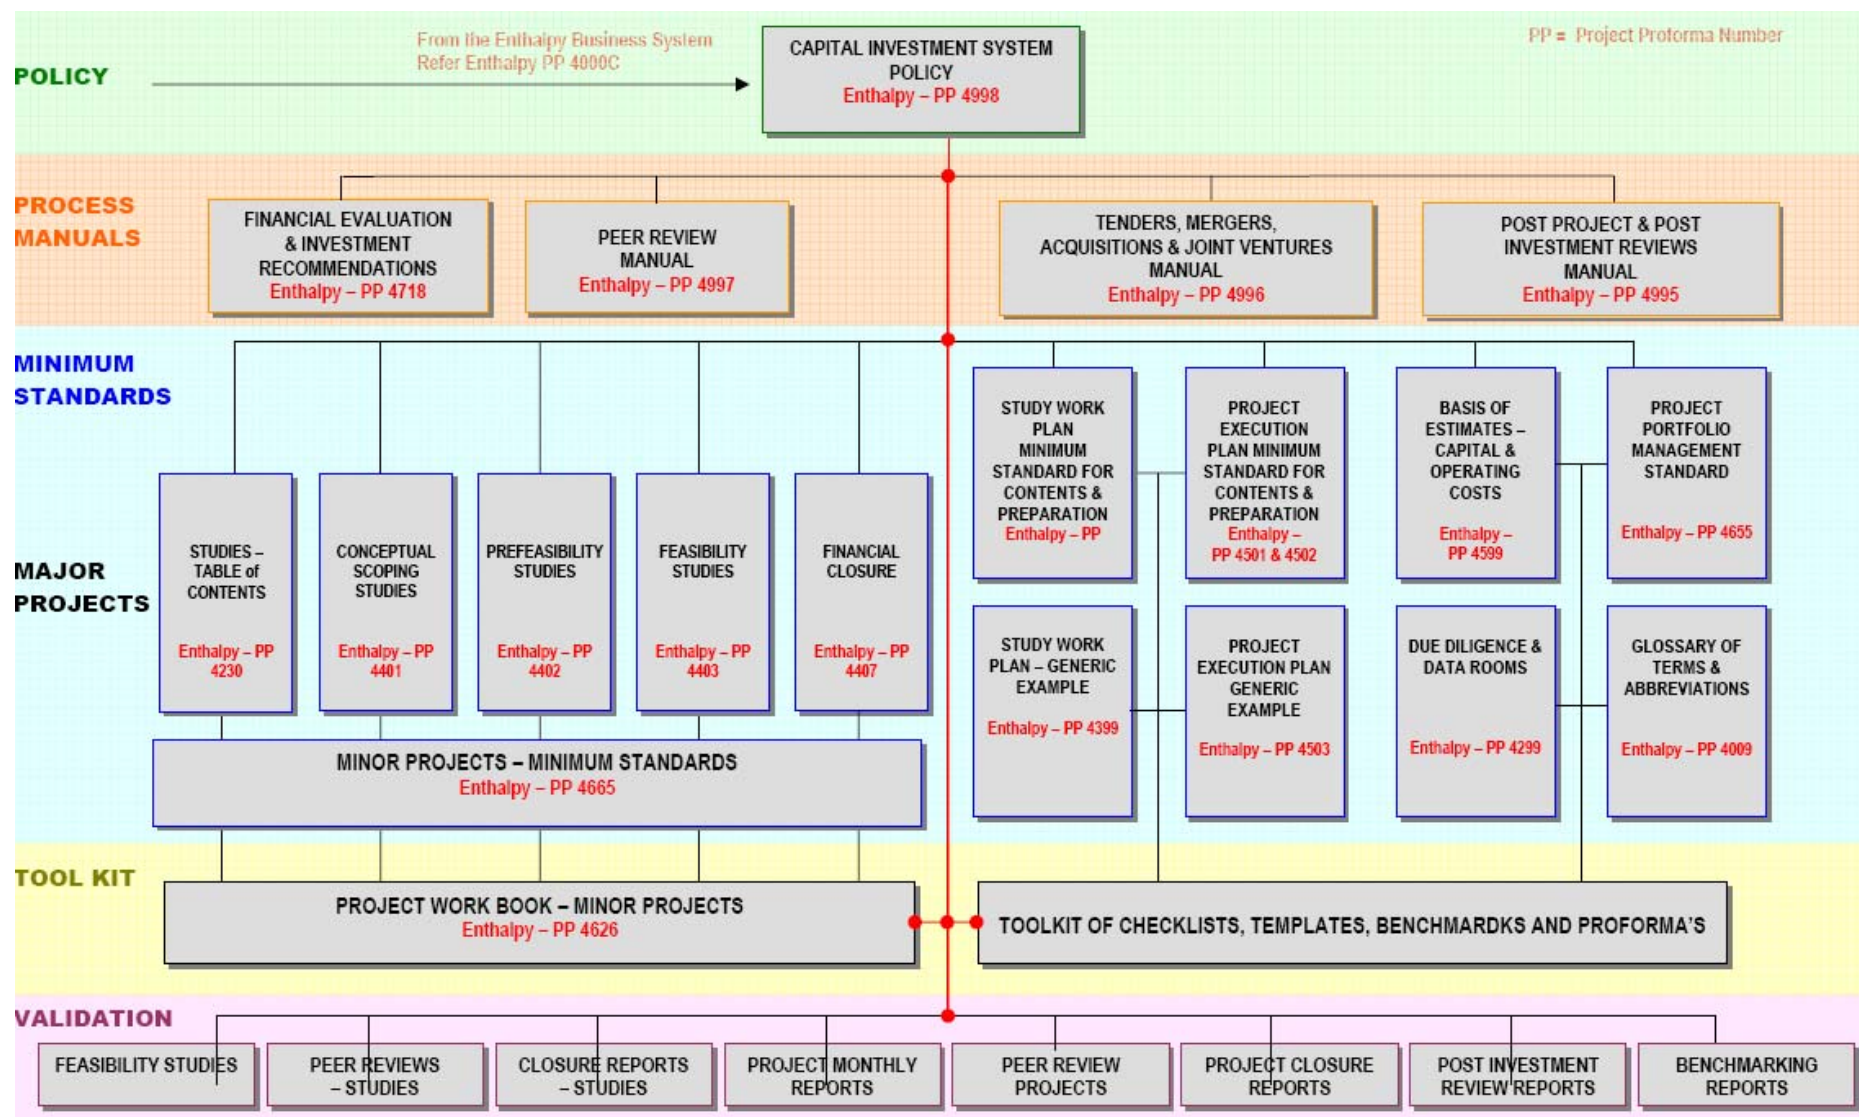 From the Enthalpy Business System
Refer Enthalpy PP 4000C
CAPITAL INVESTMENT SYSTEM
POLICY
Enthalpy – PP 4998
PP = Project Proforma Number
POLICY
PROCESS
MANUALS
FINANCIAL EVALUATION
& INVESTMENT
RECOMMENDATIONS
Enthalpy – PP 4718
PEER REVIEW
MANUAL
Enthalpy – PP 4997
TENDERS, MERGERS,
ACQUISITIONS & JOINT VENTURES
MANUAL
Enthalpy – PP 4996
POST PROJECT & POST
INVESTMENT REVIEWS
MANUAL
Enthalpy – PP 4995
MINIMUM
STANDARDS
MAJOR
PROJECTS
STUDIES –
TABLE of
CONTENTS
Enthalpy – PP
4230
CONCEPTUAL
SCOPING
STUDIES
Enthalpy – PP
4401
PREFEASIBILITY
STUDIES
Enthalpy – PP
4402
FEASIBILITY
STUDIES
Enthalpy – PP
4403
FINANCIAL
CLOSURE
Enthalpy – PP
4407
STUDY WORK
PLAN
MINIMUM
STANDARD FOR
CONTENTS &
PREPARATION
Enthalpy – PP
PROJECT
EXECUTION
PLAN MINIMUM
STANDARD FOR
CONTENTS &
PREPARATION
Enthalpy –
PP 4501 & 4502
BASIS OF
ESTIMATES –
CAPITAL &
OPERATING
COSTS
Enthalpy –
PP 4599
PROJECT
PORTFOLIO
MANAGEMENT
STANDARD
Enthalpy – PP 4655
STUDY WORK
PLAN – GENERIC
EXAMPLE
Enthalpy – PP 4399
PROJECT
EXECUTION PLAN
GENERIC
EXAMPLE
Enthalpy – PP 4503
DUE DILIGENCE &
DATA ROOMS
Enthalpy – PP 4299
GLOSSARY OF
TERMS &
ABBREVIATIONS
Enthalpy – PP 4009
MINOR PROJECTS – MINIMUM STANDARDS
Enthalpy – PP 4665
TOOL KIT
PROJECT WORK BOOK – MINOR PROJECTS
Enthalpy – PP 4626
TOOLKIT OF CHECKLISTS, TEMPLATES, BENCHMARDKS AND PROFORMA'S
VALIDATION
FEASIBILITY STUDIES
PEER REVIEWS
– STUDIES
CLOSURE REPORTS
– STUDIES
PROJECT MONTHLY
REPORTS
PEER REVIEW
PROJECTS
PROJECT CLOSURE
REPORTS
POST INVESTMENT
REVIEW REPORTS
BENCHMARKING
REPORTS